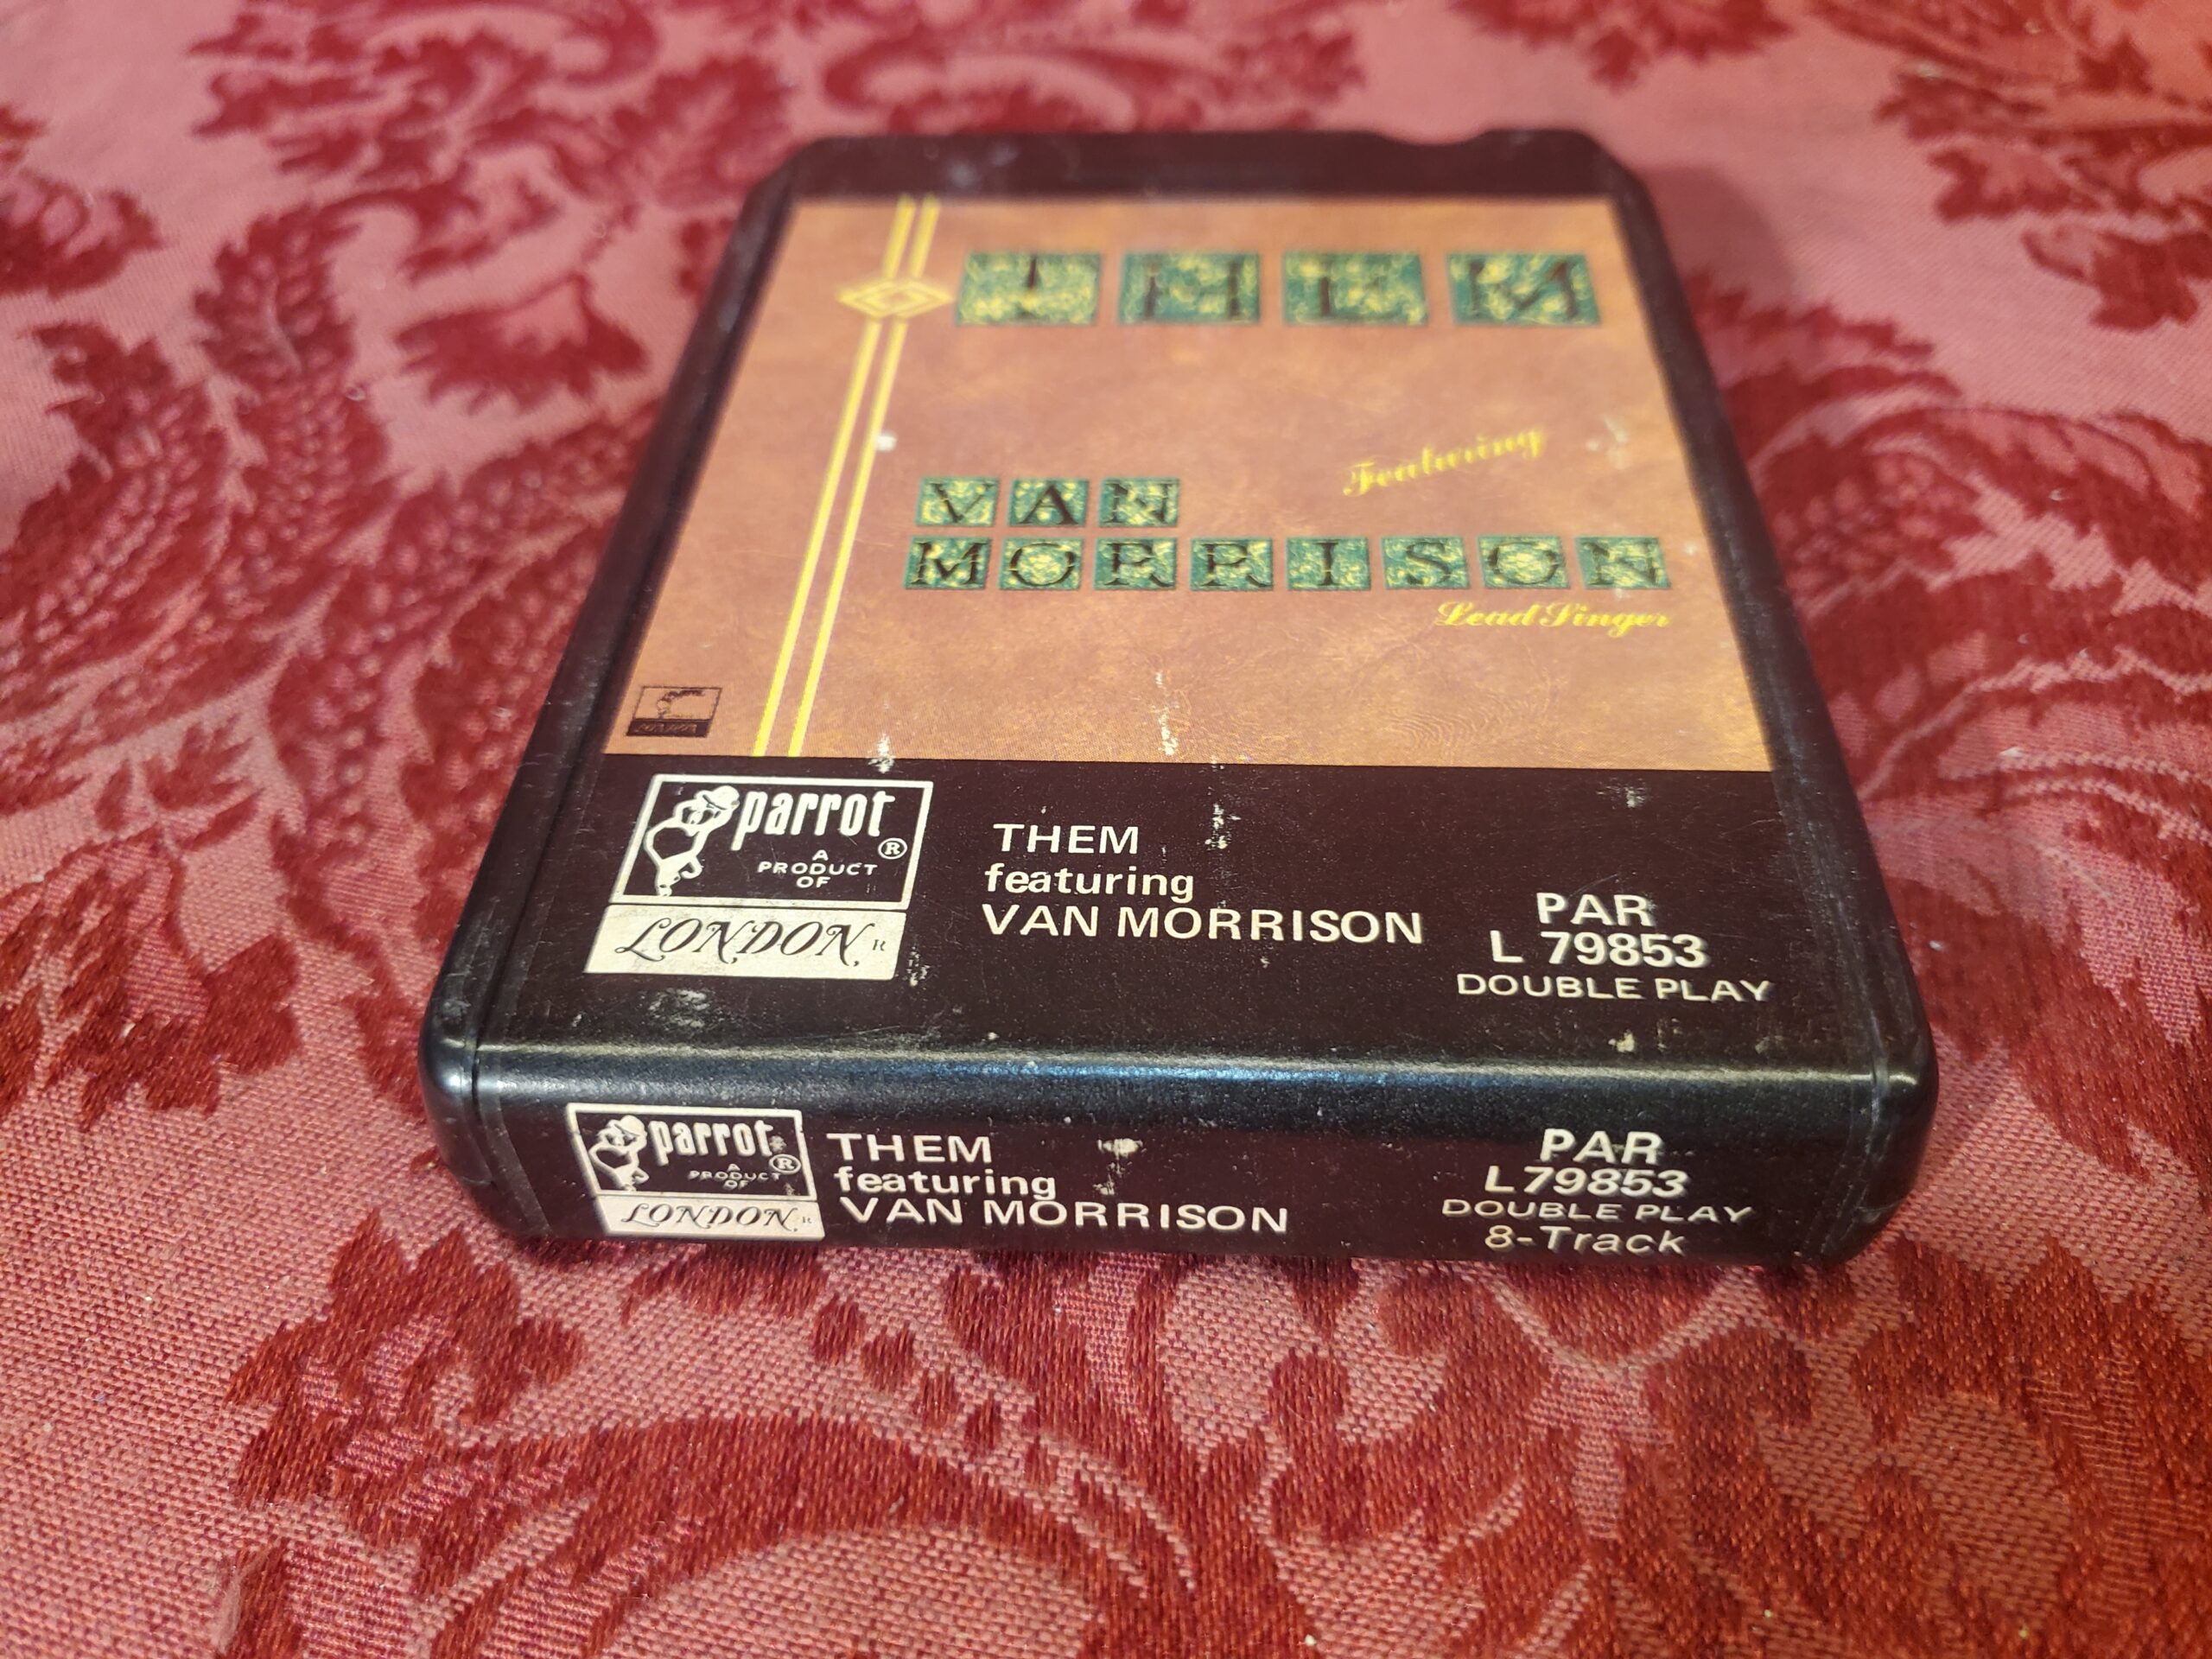 THEM
Featuring
VAN
MORRISON
Lead Singer
LONDON
parrot®
A
PRODUCT
OF
LONDON®
THEM
featuring
VAN MORRISON
PAR
L 79853
DOUBLE PLAY
parrot®
A
PRODUCT
OF
LONDON®
THEM
featuring
VAN MORRISON
PAR
L79853
DOUBLE PLAY
8-Track